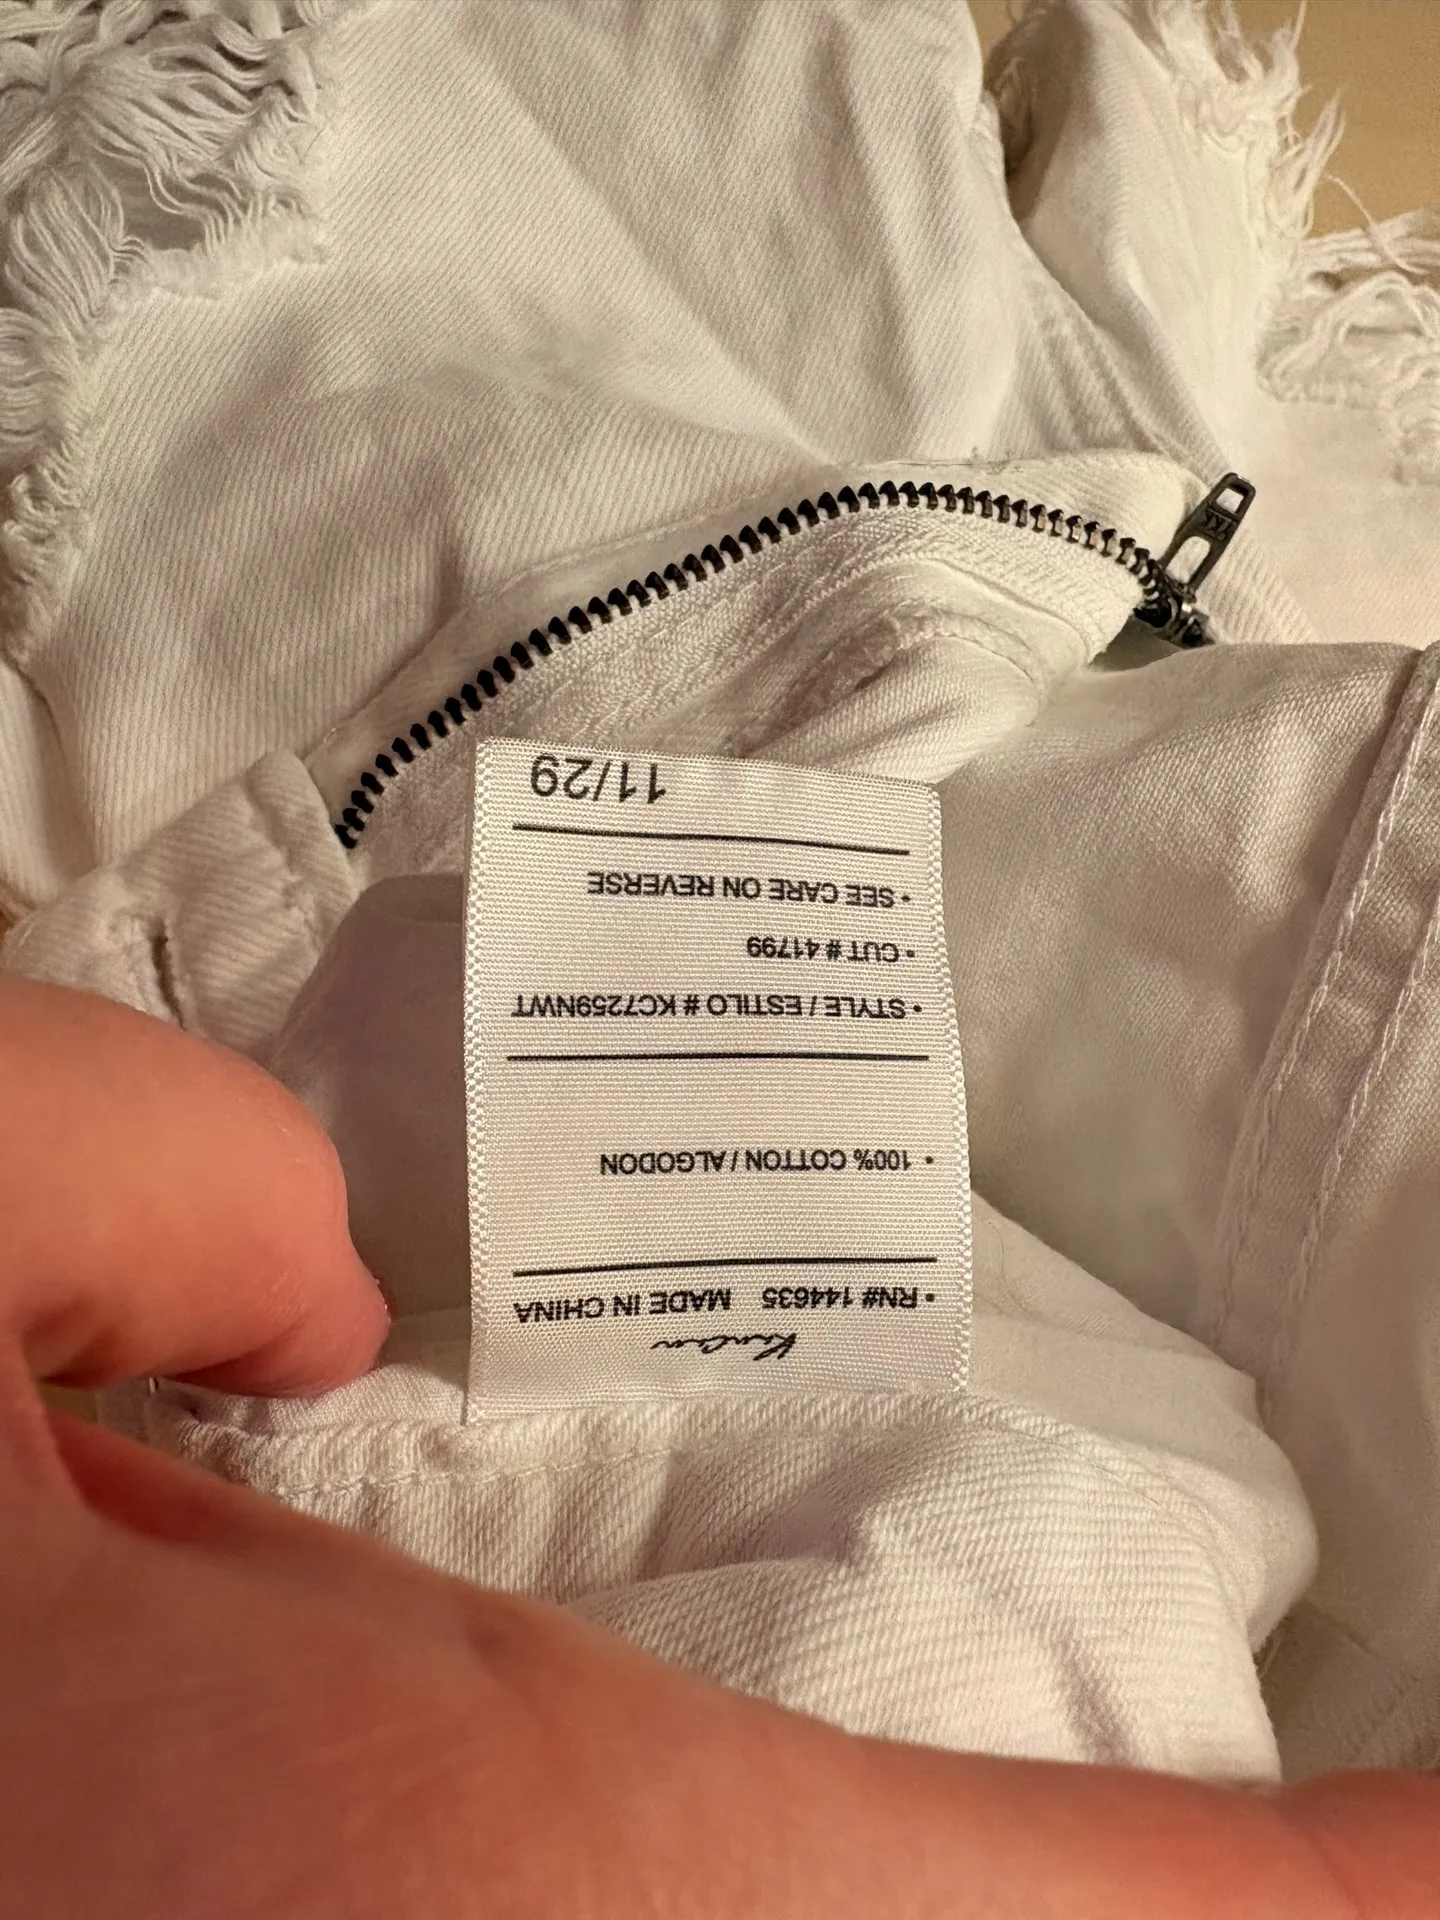 KanCan
• RN# 144635 MADE IN CHINA
• 100% COTTON / ALGODON
• STYLE / ESTILO # KC7259NWT
• CUT # 41799
• SEE CARE ON REVERSE
11/29